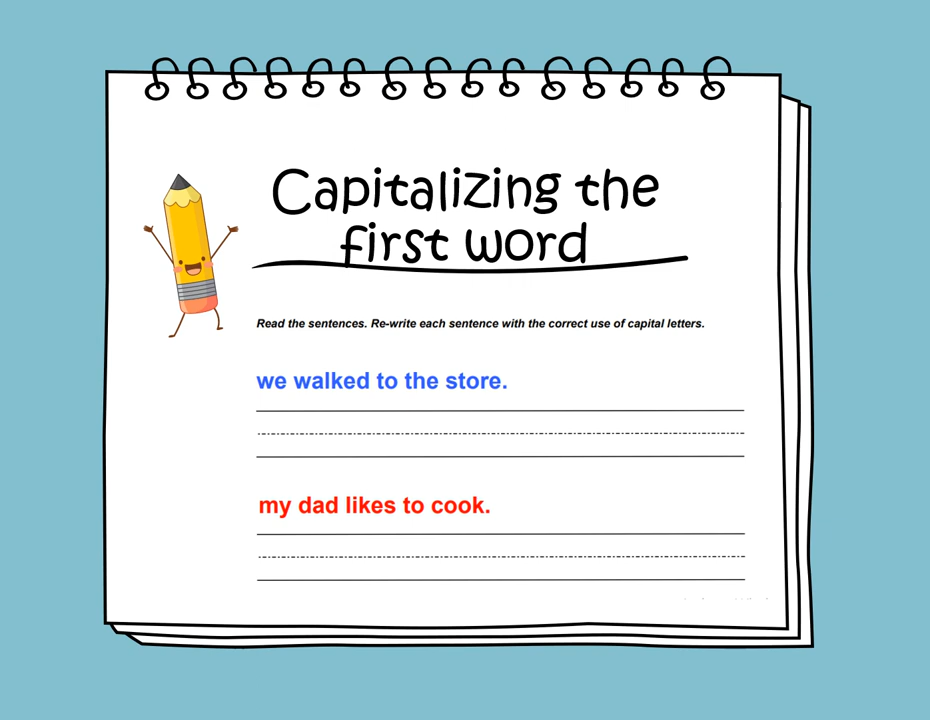 Capitalizing the
first word
Read the sentences. Re-write each sentence with the correct use of capital letters.
we walked to the store.
my dad likes to cook.